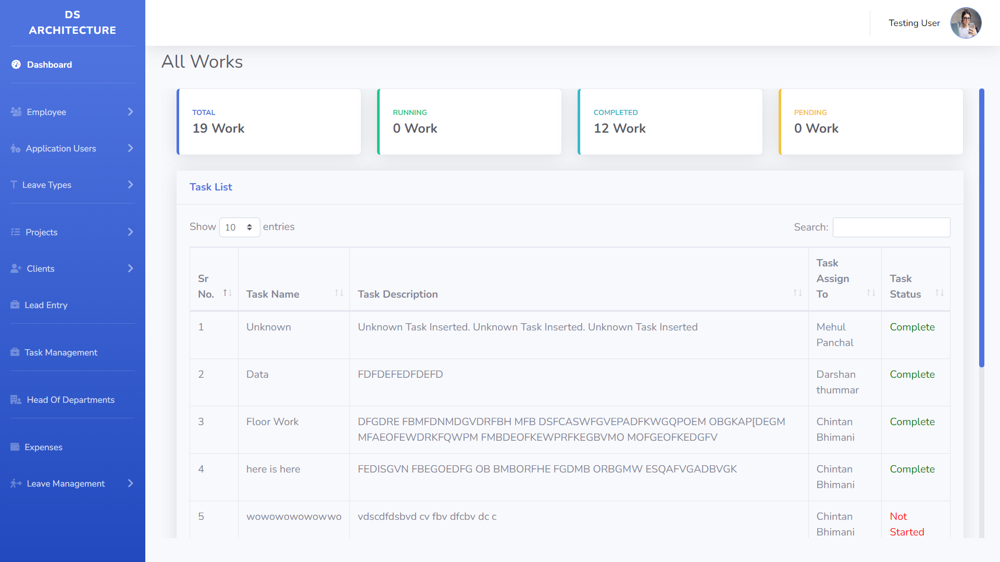 DS
ARCHITECTURE
Dashboard
Employee
Application Users
Leave Types
Projects
Clients
Lead Entry
Task Management
Head Of Departments
Expenses
Leave Management
Testing User
All Works
TOTAL
19 Work
RUNNING
0 Work
COMPLETED
12 Work
PENDING
0 Work
Task List
Show 10 entries
Search:
Sr
No.
Task Name
Task Description
Task
Assign
To
Task
Status
1
Unknown
Unknown Task Inserted. Unknown Task Inserted. Unknown Task Inserted
Mehul
Panchal
Complete
2
Data
FDFDEFEDFDEFD
Darshan
thummar
Complete
3
Floor Work
DFGDRE FBMFDNMDGVDRFBH MFB DSFCASWFGVEPADFKWGQPOEM OBGKAP[DEGM
MFAEOFEWDRKFQWPM FMBDEOFKEWPRFKEGBVMO MOFGEOFKEDGFV
Chintan
Bhimani
Complete
4
here is here
FEDISGVN FBEGOEDFG OB BMBORFHE FGDMB ORBGMW ESQAFVGADBVGK
Chintan
Bhimani
Complete
5
wowowowowowwo
vdscdfdsbvd cv fbv dfcbv dc c
Chintan
Bhimani
Not
Started